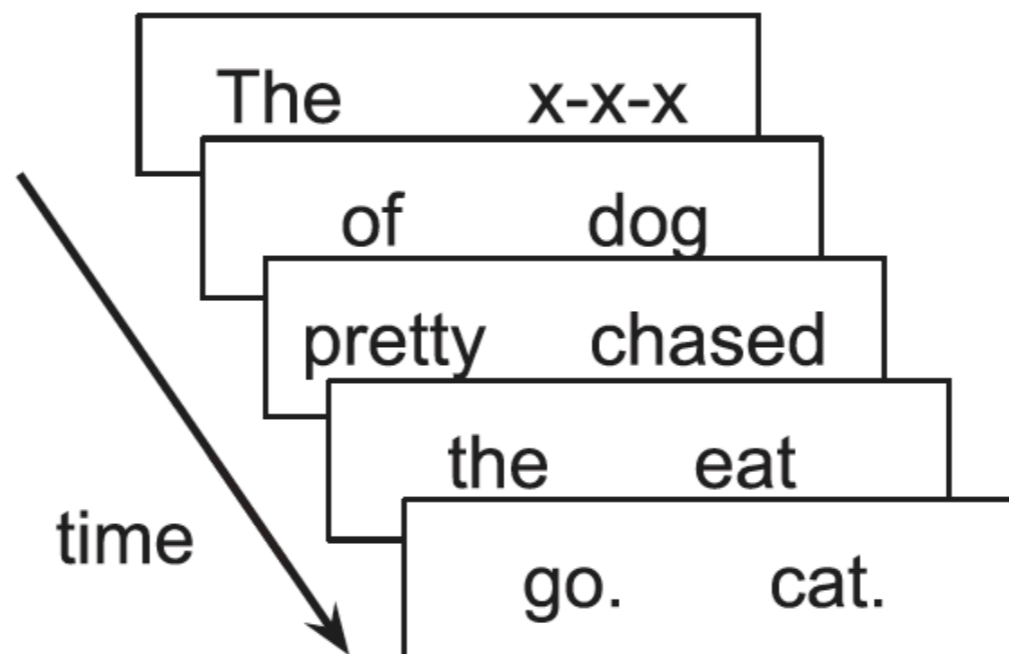 The x-x-x
of dog
pretty chased
the eat
time
go. cat.